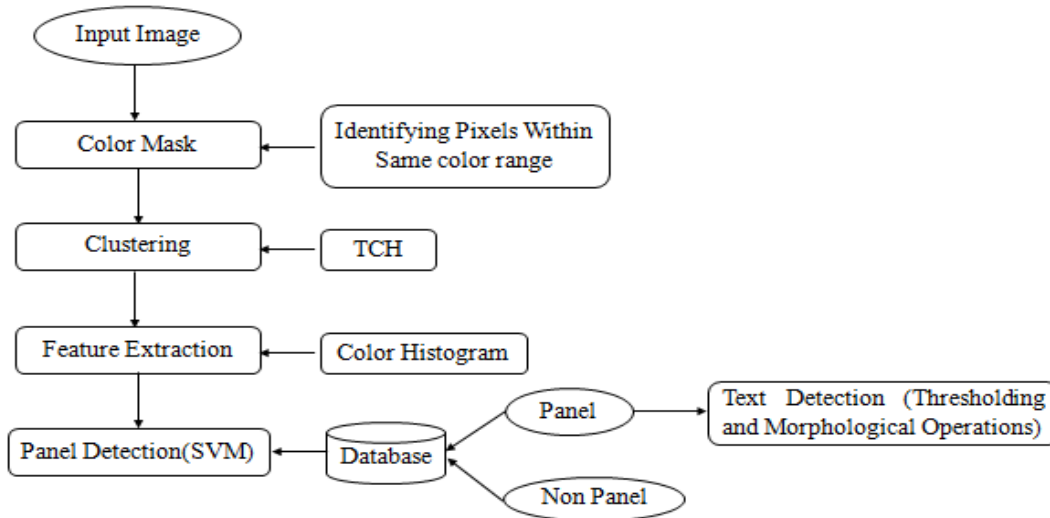 Input Image
Color Mask
Identifying Pixels Within
Same color range
Clustering
TCH
Feature Extraction
Color Histogram
Panel
Text Detection (Thresholding
and Morphological Operations)
Panel Detection(SVM)
Database
Non Panel